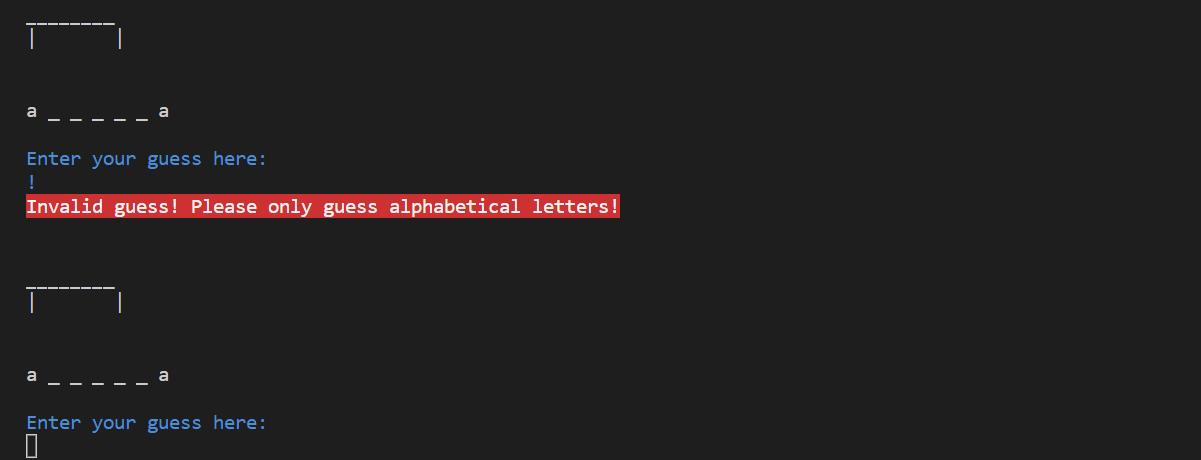 ________
|       |
a _ _ _ _ _ a
Enter your guess here:
!
Invalid guess! Please only guess alphabetical letters!
________
|       |
a _ _ _ _ _ a
Enter your guess here: